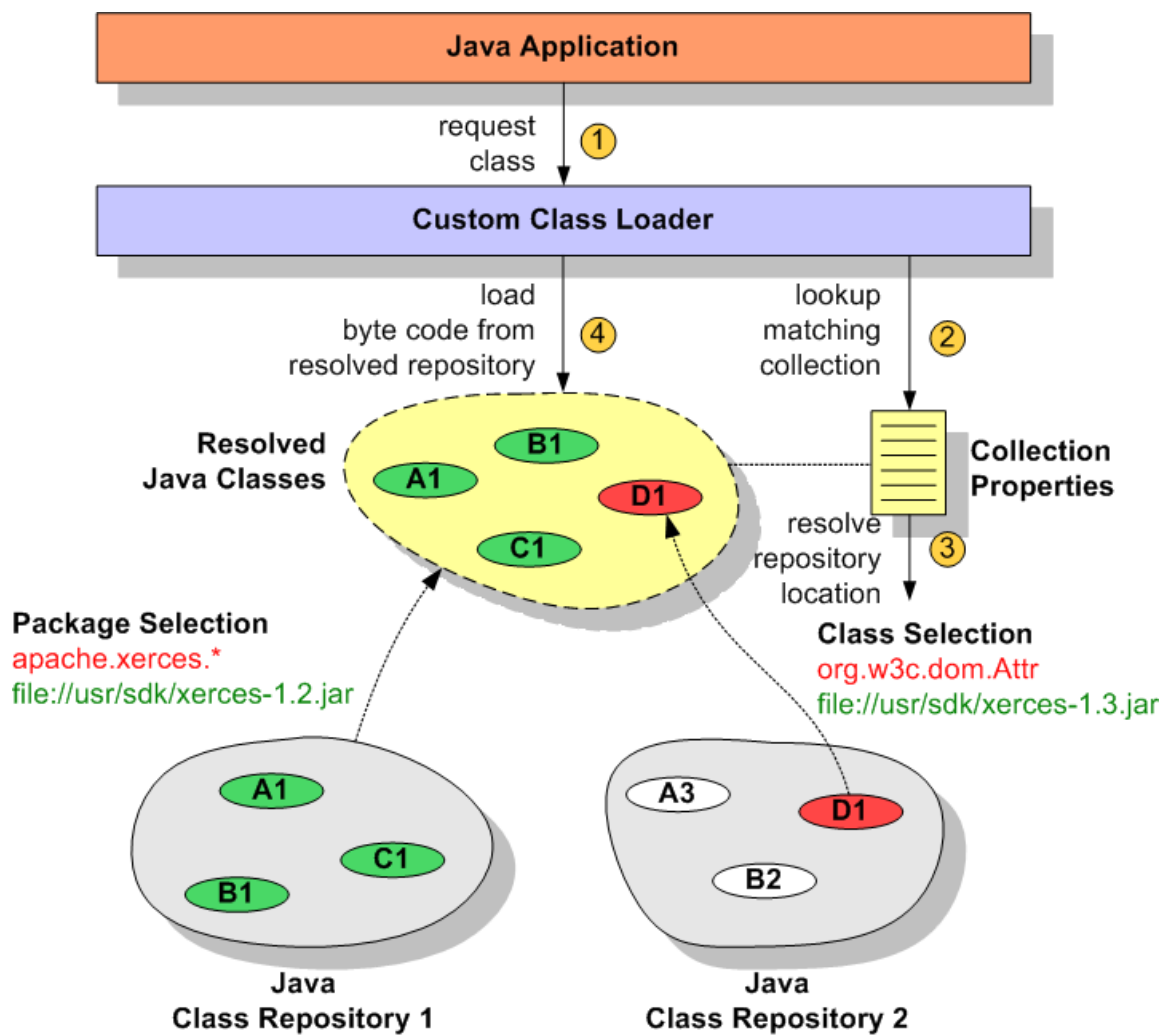 Java Application
request
class
1
Custom Class Loader
load
byte code from
resolved repository
4
lookup
matching
collection
2
Resolved
Java Classes
B1
A1
D1
C1
Collection
Properties
resolve
repository
location
3
Package Selection
apache.xerces.*
file://usr/sdk/xerces-1.2.jar
Class Selection
org.w3c.dom.Attr
file://usr/sdk/xerces-1.3.jar
A1
C1
B1
A3
D1
B2
Java
Class Repository 1
Java
Class Repository 2